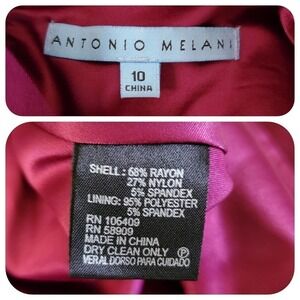 ANTONIO MELANI
10
CHINA
SHELL: 68% RAYON
27% NYLON
5% SPANDEX
LINING: 95% POLYESTER
5% SPANDEX
RN 105409
RN 58909
MADE IN CHINA
DRY CLEAN ONLY Ⓟ
VER AL DORSO PARA CUIDADO